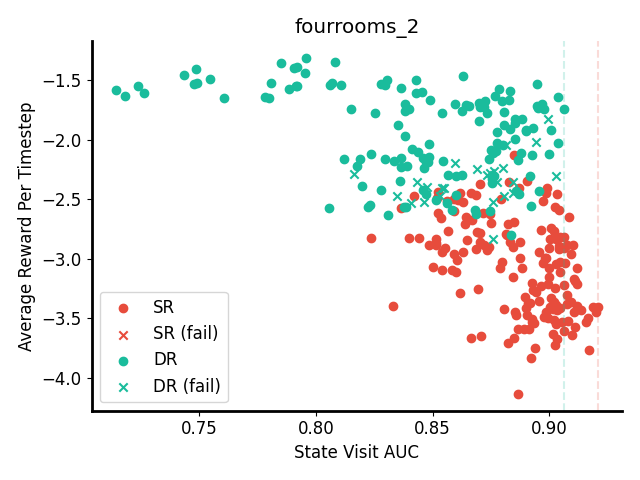 fourrooms_2
Average Reward Per Timestep
−1.5
−2.0
−2.5
−3.0
−3.5
−4.0
SR
SR (fail)
DR
DR (fail)
0.75
0.80
0.85
0.90
State Visit AUC